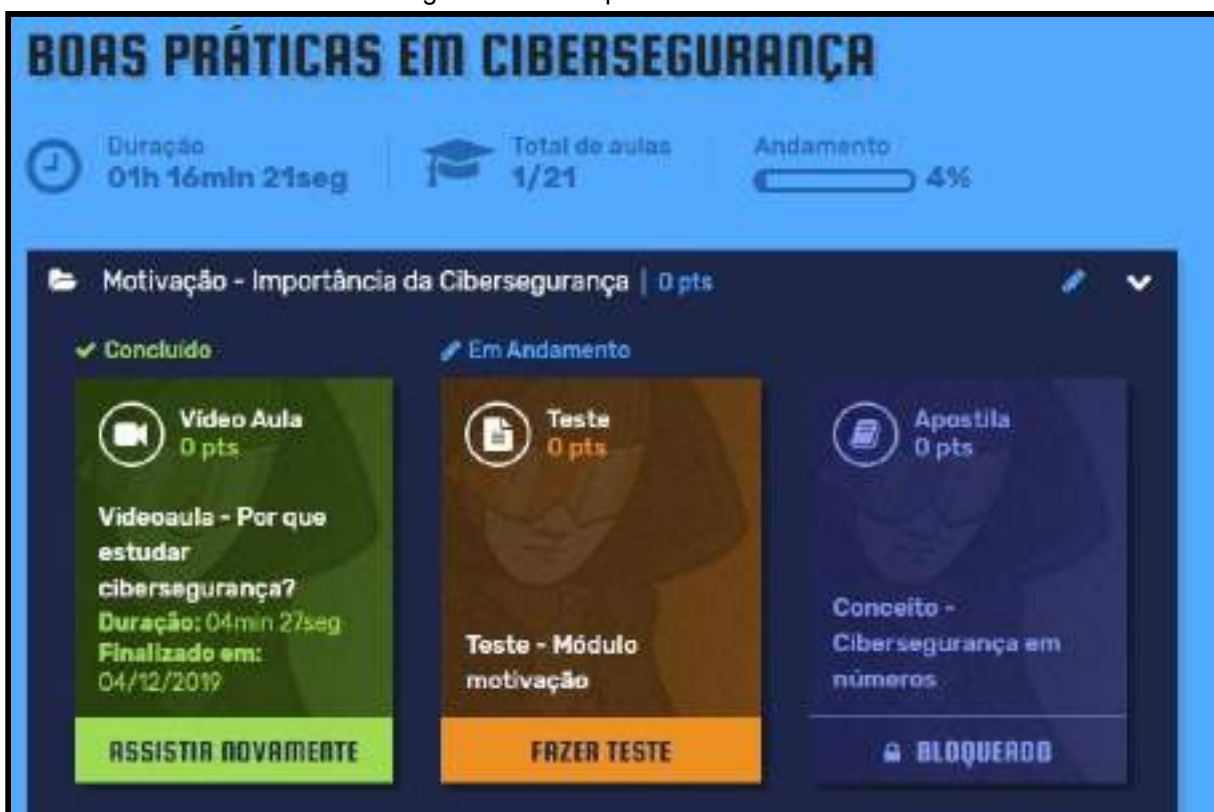 BOAS PRÁTICAS EM CIBERSEGURANÇA
Duração
01h 16min 21seg
Total de aulas
1/21
Andamento
4%
Motivação - Importância da Cibersegurança | 0 pts
Concluído
Em Andamento
Vídeo Aula
0 pts
Videoaula - Por que
estudar
cibersegurança?
Duração: 04min 27seg
Finalizado em:
04/12/2019
ASSISTIR NOVAMENTE
Teste
0 pts
Teste - Módulo
motivação
FAZER TESTE
Apostila
0 pts
Conceito -
Cibersegurança em
números
BLOQUEADO